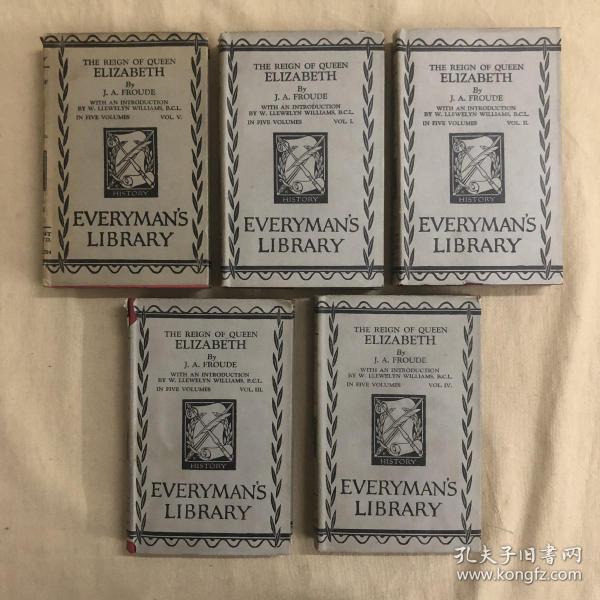 THE REIGN OF QUEEN
ELIZABETH
By
J. A. FROUDE
WITH AN INTRODUCTION
BY W. LLEWELYN WILLIAMS, B.C.L.
IN FIVE VOLUMES VOL. V.
HISTORY
EVERYMAN'S
LIBRARY
THE REIGN OF QUEEN
ELIZABETH
By
J. A. FROUDE
WITH AN INTRODUCTION
BY W. LLEWELYN WILLIAMS, B.C.L.
IN FIVE VOLUMES VOL. I.
HISTORY
EVERYMAN'S
LIBRARY
THE REIGN OF QUEEN
ELIZABETH
By
J. A. FROUDE
WITH AN INTRODUCTION
BY W. LLEWELYN WILLIAMS, B.C.L.
IN FIVE VOLUMES VOL. II.
HISTORY
EVERYMAN'S
LIBRARY
THE REIGN OF QUEEN
ELIZABETH
By
J. A. FROUDE
WITH AN INTRODUCTION
BY W. LLEWELYN WILLIAMS, B.C.L.
IN FIVE VOLUMES VOL. III.
HISTORY
EVERYMAN'S
LIBRARY
THE REIGN OF QUEEN
ELIZABETH
By
J. A. FROUDE
WITH AN INTRODUCTION
BY W. LLEWELYN WILLIAMS, B.C.L.
IN FIVE VOLUMES VOL. IV.
HISTORY
EVERYMAN'S
LIBRARY
孔夫子旧書网
www.kongfz.com